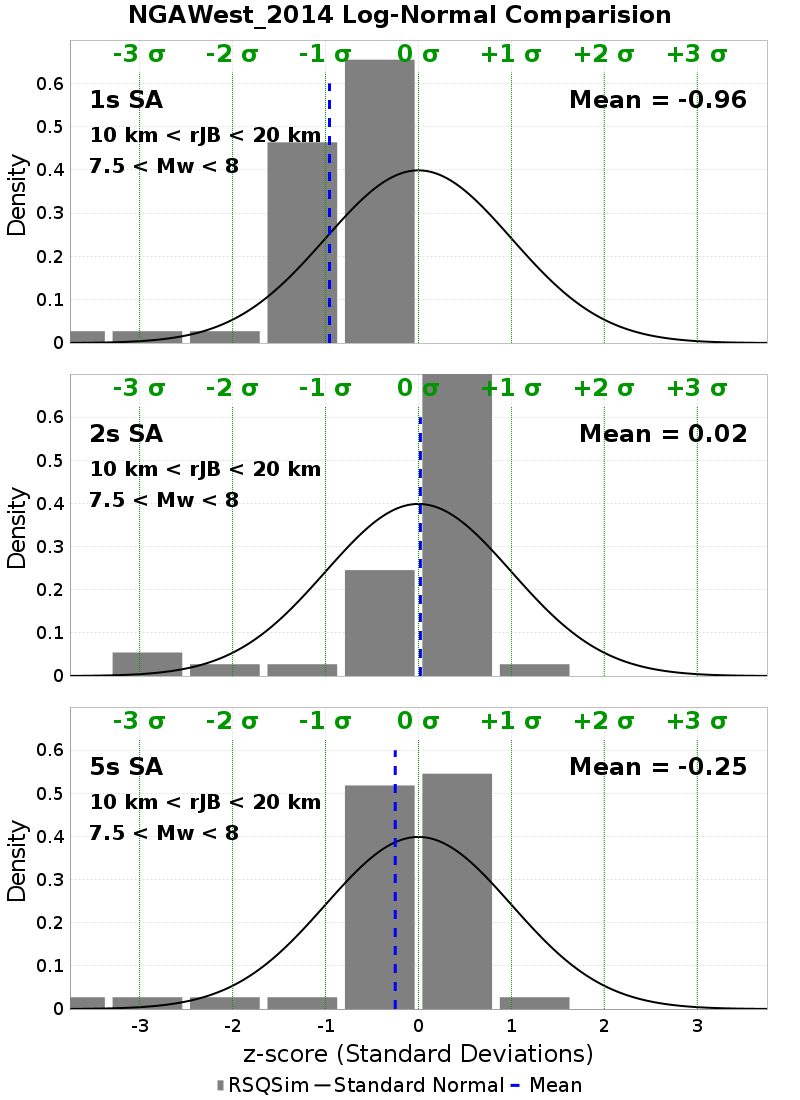 NGAWest_2014 Log-Normal Comparision
-3 σ -2 σ -1 σ 0 σ +1 σ +2 σ +3 σ
1s SA Mean = -0.96
10 km < rJB < 20 km
7.5 < Mw < 8
0.6
0.5
0.4
0.3
0.2
0.1
0
Density
-3 σ -2 σ -1 σ 0 σ +1 σ +2 σ +3 σ
2s SA Mean = 0.02
10 km < rJB < 20 km
7.5 < Mw < 8
0.6
0.5
0.4
0.3
0.2
0.1
0
Density
-3 σ -2 σ -1 σ 0 σ +1 σ +2 σ +3 σ
5s SA Mean = -0.25
10 km < rJB < 20 km
7.5 < Mw < 8
0.6
0.5
0.4
0.3
0.2
0.1
0
Density
-3 -2 -1 0 1 2 3
z-score (Standard Deviations)
RSQSim Standard Normal Mean